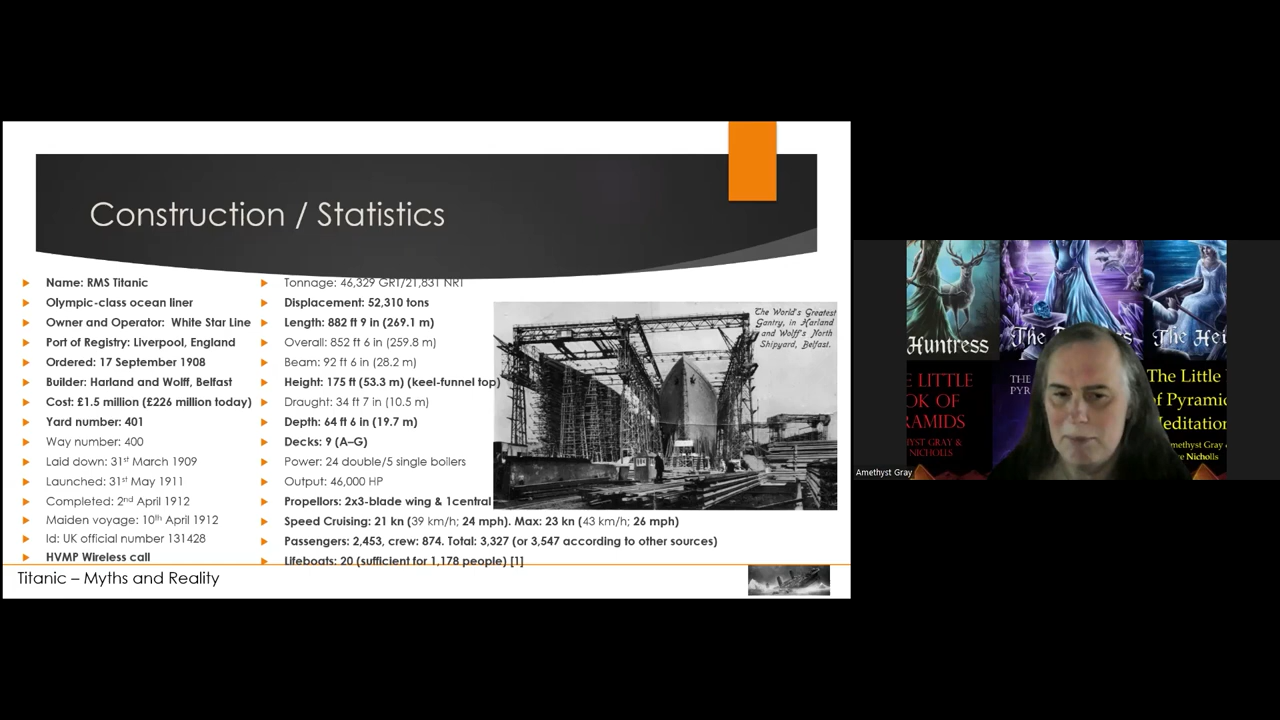 Construction / Statistics
Name: RMS Titanic
Olympic-class ocean liner
Owner and Operator: White Star Line
Port of Registry: Liverpool, England
Ordered: 17 September 1908
Builder: Harland and Wolff, Belfast
Cost: £1.5 million (£226 million today)
Yard number: 401
Way number: 400
Laid down: 31st March 1909
Launched: 31st May 1911
Completed: 2nd April 1912
Maiden voyage: 10th April 1912
Id: UK official number 131428
HVMP Wireless call
Tonnage: 46,329 GRT/21,831 NRT
Displacement: 52,310 tons
Length: 882 ft 9 in (269.1 m)
Overall: 852 ft 6 in (259.8 m)
Beam: 92 ft 6 in (28.2 m)
Height: 175 ft (53.3 m) (keel-funnel top)
Draught: 34 ft 7 in (10.5 m)
Depth: 64 ft 6 in (19.7 m)
Decks: 9 (A–G)
Power: 24 double/5 single boilers
Output: 46,000 HP
Propellors: 2x3-blade wing & 1central
Speed Cruising: 21 kn (39 km/h; 24 mph). Max: 23 kn (43 km/h; 26 mph)
Passengers: 2,453, crew: 874. Total: 3,327 (or 3,547 according to other sources)
Lifeboats: 20 (sufficient for 1,178 people) [1]
The World's Greatest
Gantry, in Harland
and Wolff's North
Shipyard, Belfast.
Titanic – Myths and Reality
Huntress
The
The
E LITTLE
OK OF
RAMIDS
HYST GRAY &
NICHOLLS
THE
PYR
The Little
of Pyramid
Meditation
Amethyst Gray
Nicholls
Amethyst Gray